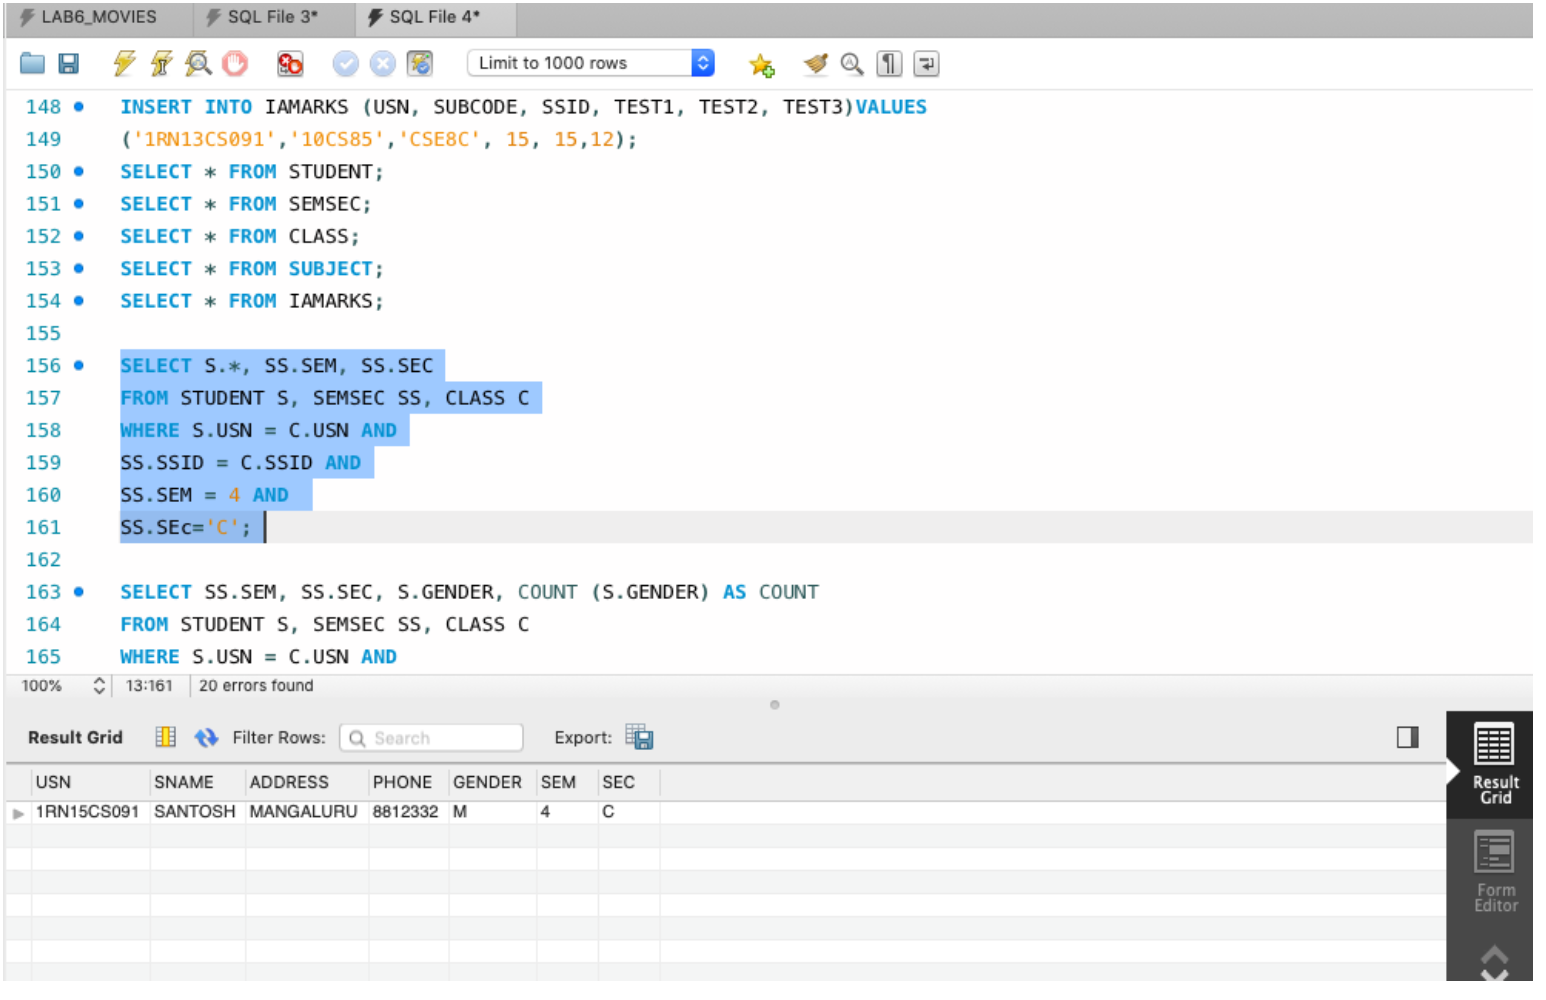 LAB6_MOVIES SQL File 3* SQL File 4*
Limit to 1000 rows
148 INSERT INTO IAMARKS (USN, SUBCODE, SSID, TEST1, TEST2, TEST3)VALUES
149 ('1RN13CS091','10CS85','CSE8C', 15, 15,12);
150 SELECT * FROM STUDENT;
151 SELECT * FROM SEMSEC;
152 SELECT * FROM CLASS;
153 SELECT * FROM SUBJECT;
154 SELECT * FROM IAMARKS;
155
156 SELECT S.*, SS.SEM, SS.SEC
157 FROM STUDENT S, SEMSEC SS, CLASS C
158 WHERE S.USN = C.USN AND
159 SS.SSID = C.SSID AND
160 SS.SEM = 4 AND
161 SS.SEc='C';
162
163 SELECT SS.SEM, SS.SEC, S.GENDER, COUNT (S.GENDER) AS COUNT
164 FROM STUDENT S, SEMSEC SS, CLASS C
165 WHERE S.USN = C.USN AND
100% 13:161 20 errors found
Result Grid Filter Rows: Search Export:
USN SNAME ADDRESS PHONE GENDER SEM SEC
1RN15CS091 SANTOSH MANGALURU 8812332 M 4 C
Result
Grid
Form
Editor